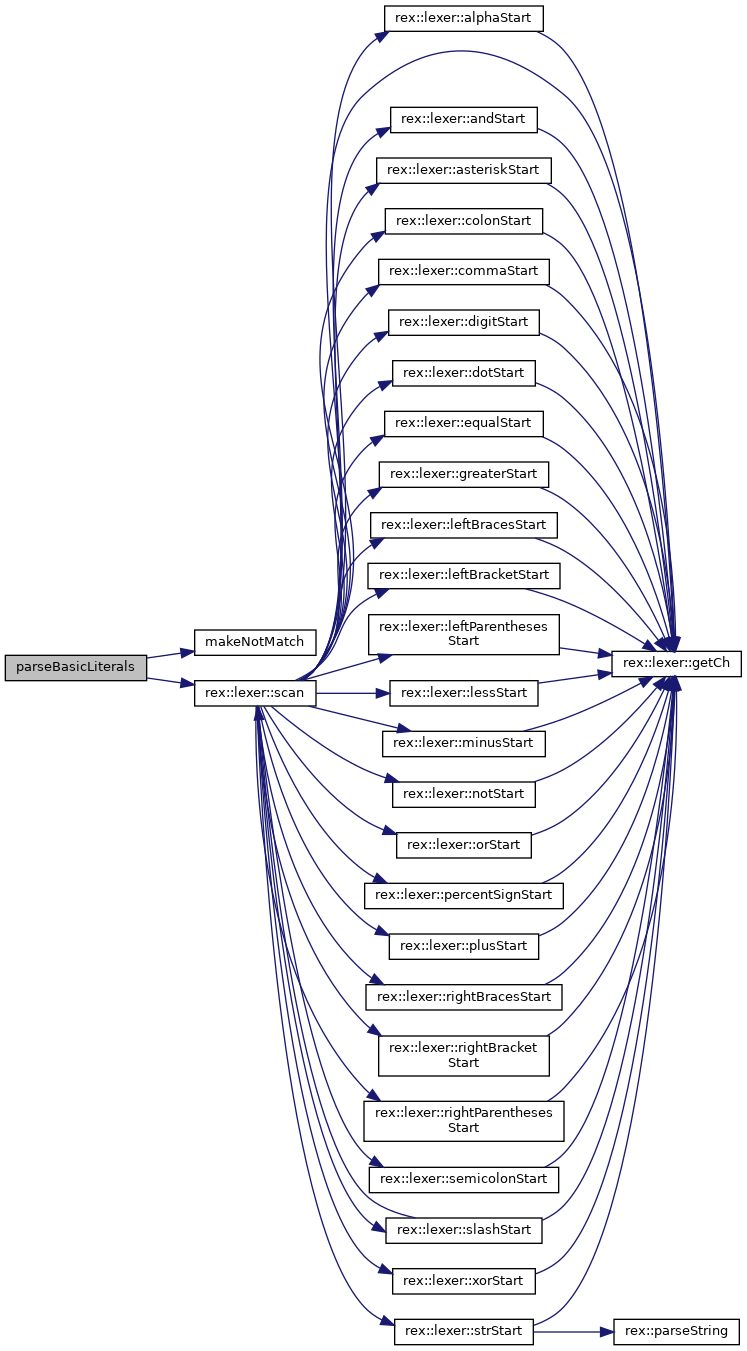 rex::lexer::alphaStart
rex::lexer::andStart
rex::lexer::asteriskStart
rex::lexer::colonStart
rex::lexer::commaStart
rex::lexer::digitStart
rex::lexer::dotStart
rex::lexer::equalStart
rex::lexer::greaterStart
rex::lexer::leftBracesStart
rex::lexer::leftBracketStart
rex::lexer::leftParentheses
Start
makeNotMatch
parseBasicLiterals
rex::lexer::getCh
rex::lexer::scan
rex::lexer::lessStart
rex::lexer::minusStart
rex::lexer::notStart
rex::lexer::orStart
rex::lexer::percentSignStart
rex::lexer::plusStart
rex::lexer::rightBracesStart
rex::lexer::rightBracket
Start
rex::lexer::rightParentheses
Start
rex::lexer::semicolonStart
rex::lexer::slashStart
rex::lexer::xorStart
rex::lexer::strStart
rex::parseString